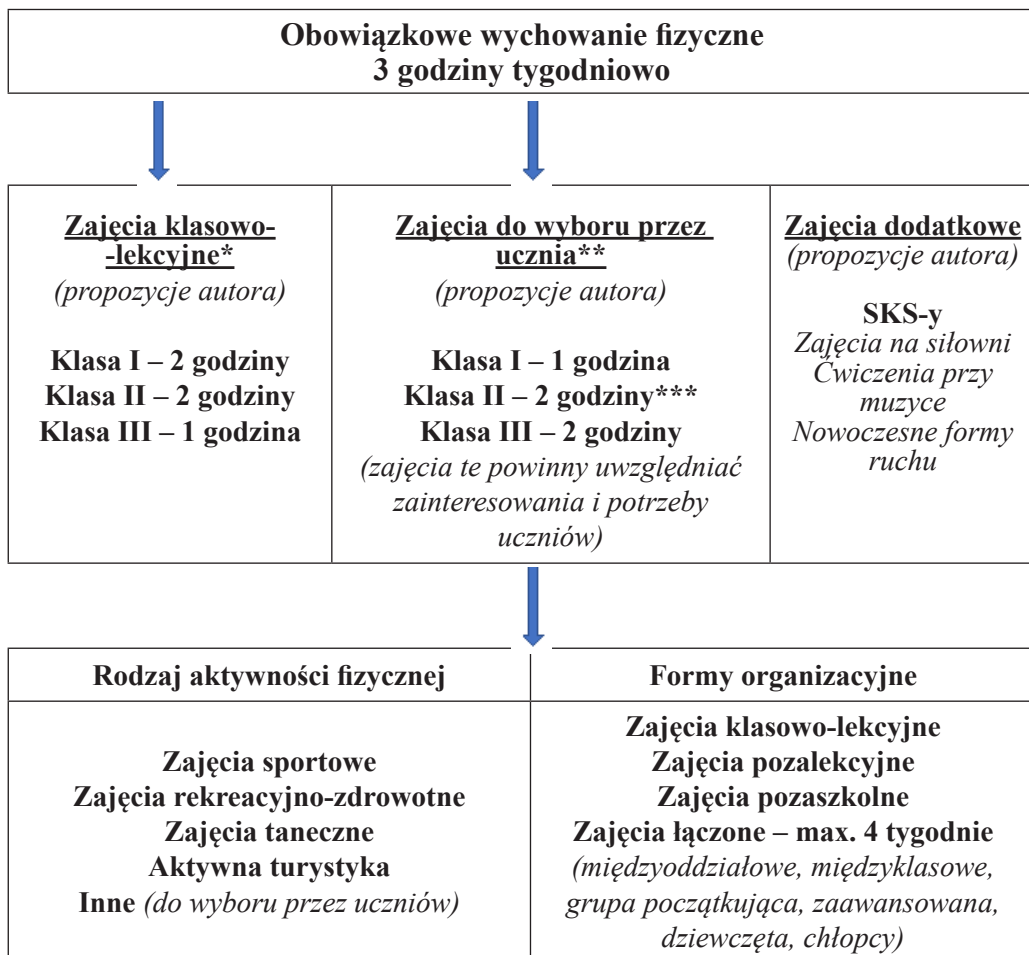 Obowiązkowe wychowanie fizyczne
3 godziny tygodniowo
Zajęcia klasowo-
-lekcyjne*
(propozycje autora)
Klasa I – 2 godziny
Klasa II – 2 godziny
Klasa III – 1 godzina
Zajęcia do wyboru przez
ucznia**
(propozycje autora)
Klasa I – 1 godzina
Klasa II – 2 godziny***
Klasa III – 2 godziny
(zajęcia te powinny uwzględniać
zainteresowania i potrzeby
uczniów)
Zajęcia dodatkowe
(propozycje autora)
SKS-y
Zajęcia na siłowni
Ćwiczenia przy
muzyce
Nowoczesne formy
ruchu
Rodzaj aktywności fizycznej
Zajęcia sportowe
Zajęcia rekreacyjno-zdrowotne
Zajęcia taneczne
Aktywna turystyka
Inne (do wyboru przez uczniów)
Formy organizacyjne
Zajęcia klasowo-lekcyjne
Zajęcia pozalekcyjne
Zajęcia pozaszkolne
Zajęcia łączone – max. 4 tygodnie
(międzyoddziałowe, międzyklasowe,
grupa początkująca, zaawansowana,
dziewczęta, chłopcy)